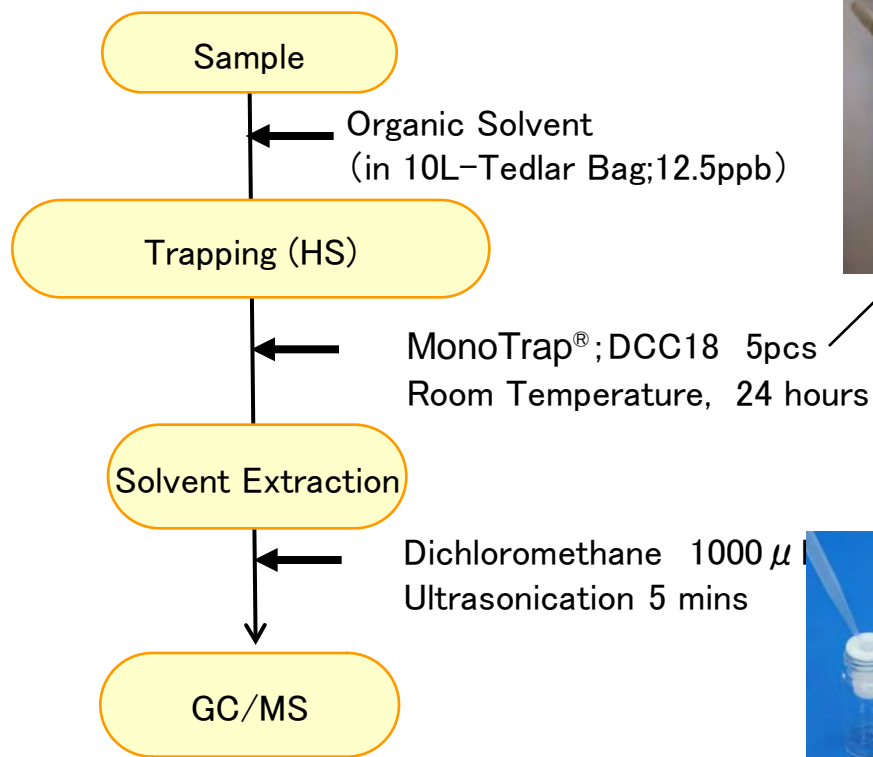 Sample
Organic Solvent
(in 10L-Tedlar Bag;12.5ppb)
Trapping (HS)
MonoTrap®;DCC18 5pcs
Room Temperature, 24 hours
Solvent Extraction
Dichloromethane 1000μ
Ultrasonication 5 mins
GC/MS